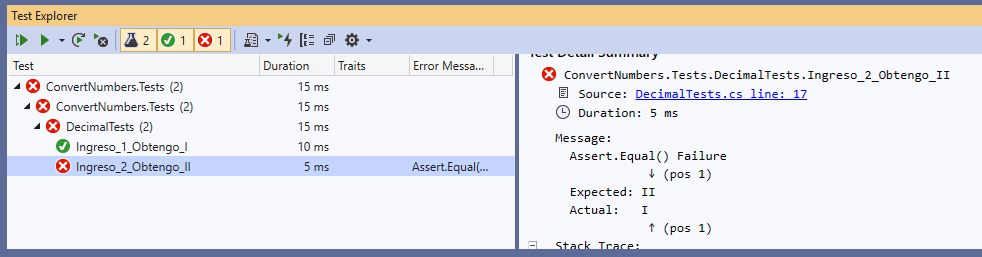 Test Explorer
2 1 1
Test Duration Traits Error Messa...
ConvertNumbers.Tests (2) 15 ms
ConvertNumbers.Tests (2) 15 ms
DecimalTests (2) 15 ms
Ingreso_1_Obtengo_I 10 ms
Ingreso_2_Obtengo_II 5 ms Assert.Equal(...
Test Detail Summary
ConvertNumbers.Tests.DecimalTests.Ingreso_2_Obtengo_II
Source: DecimalTests.cs line: 17
Duration: 5 ms
Message:
Assert.Equal() Failure
↓ (pos 1)
Expected: II
Actual: I
↑ (pos 1)
Stack Trace: